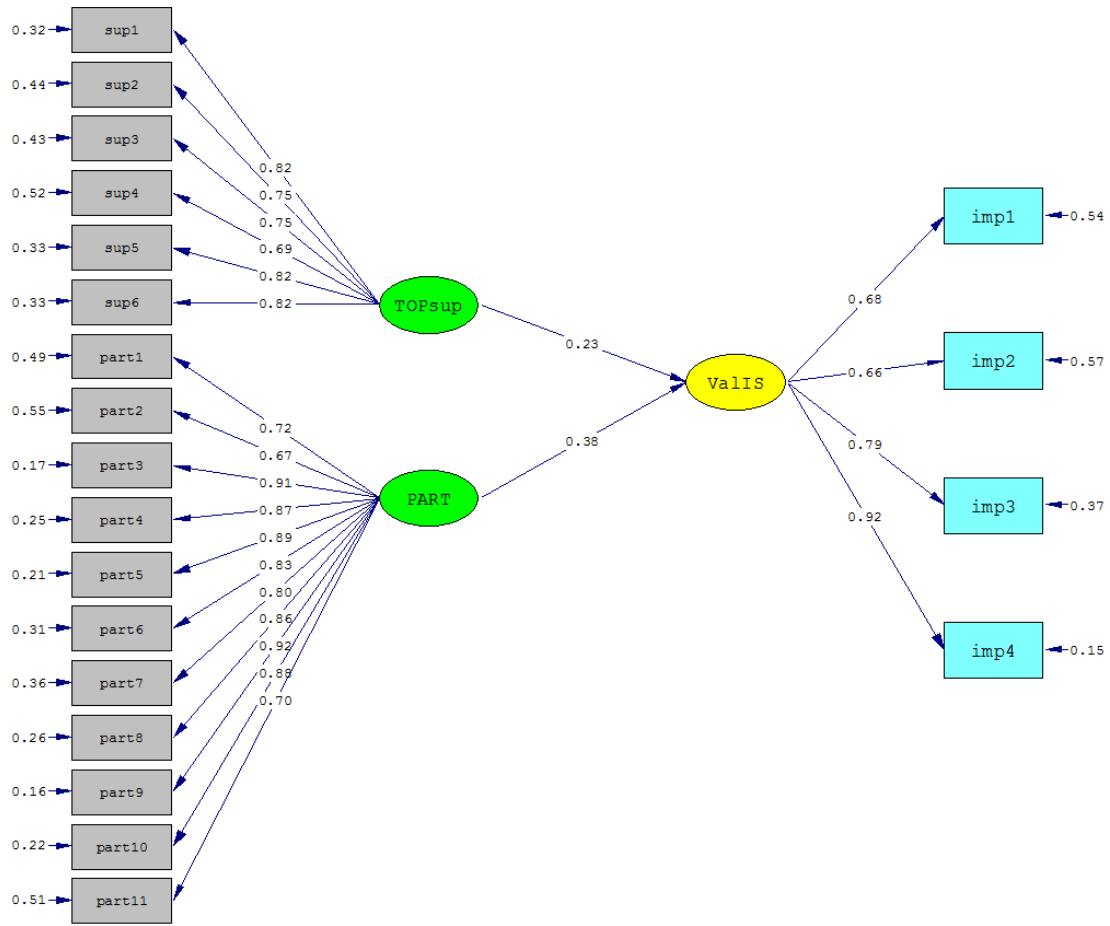 0.32 sup1
0.44 sup2
0.43 sup3
0.52 sup4
0.33 sup5
0.33 sup6
0.49 part1
0.55 part2
0.17 part3
0.25 part4
0.21 part5
0.31 part6
0.36 part7
0.26 part8
0.16 part9
0.22 part10
0.51 part11
0.82
0.75
0.75
0.69
0.82
0.82
0.72
0.67
0.91
0.87
0.89
0.83
0.80
0.86
0.92
0.88
0.70
TOPsup
PART
0.23
0.38
ValIS
0.68
0.66
0.79
0.92
imp1 0.54
imp2 0.57
imp3 0.37
imp4 0.15